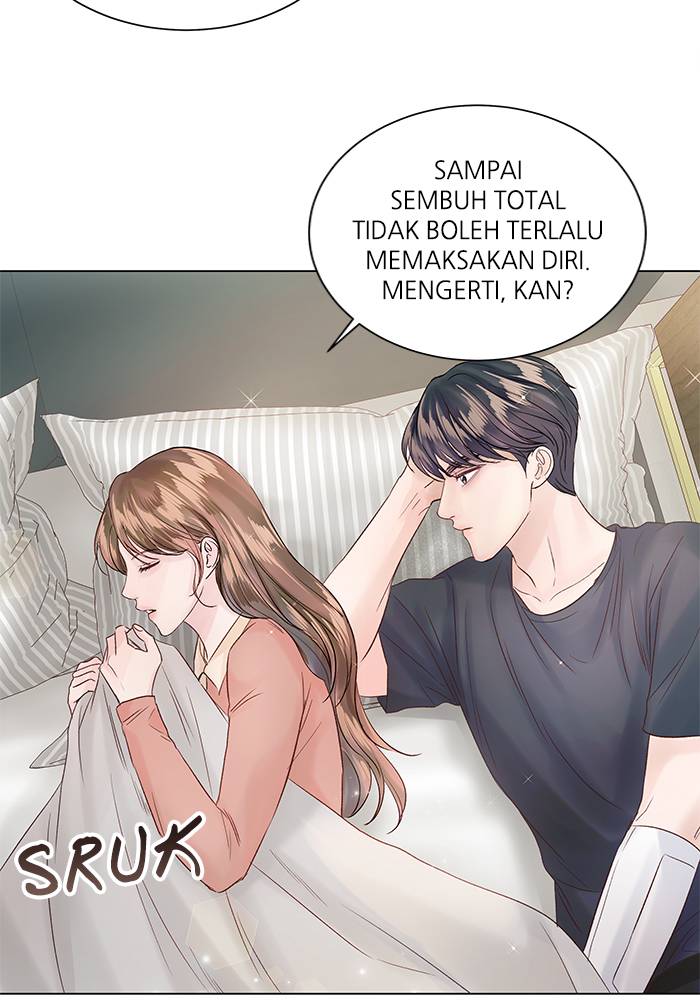 SAMPAI
SEMBUH TOTAL
TIDAK BOLEH TERLALU
MEMAKSAKAN DIRI.
MENGERTI, KAN?
SRUK